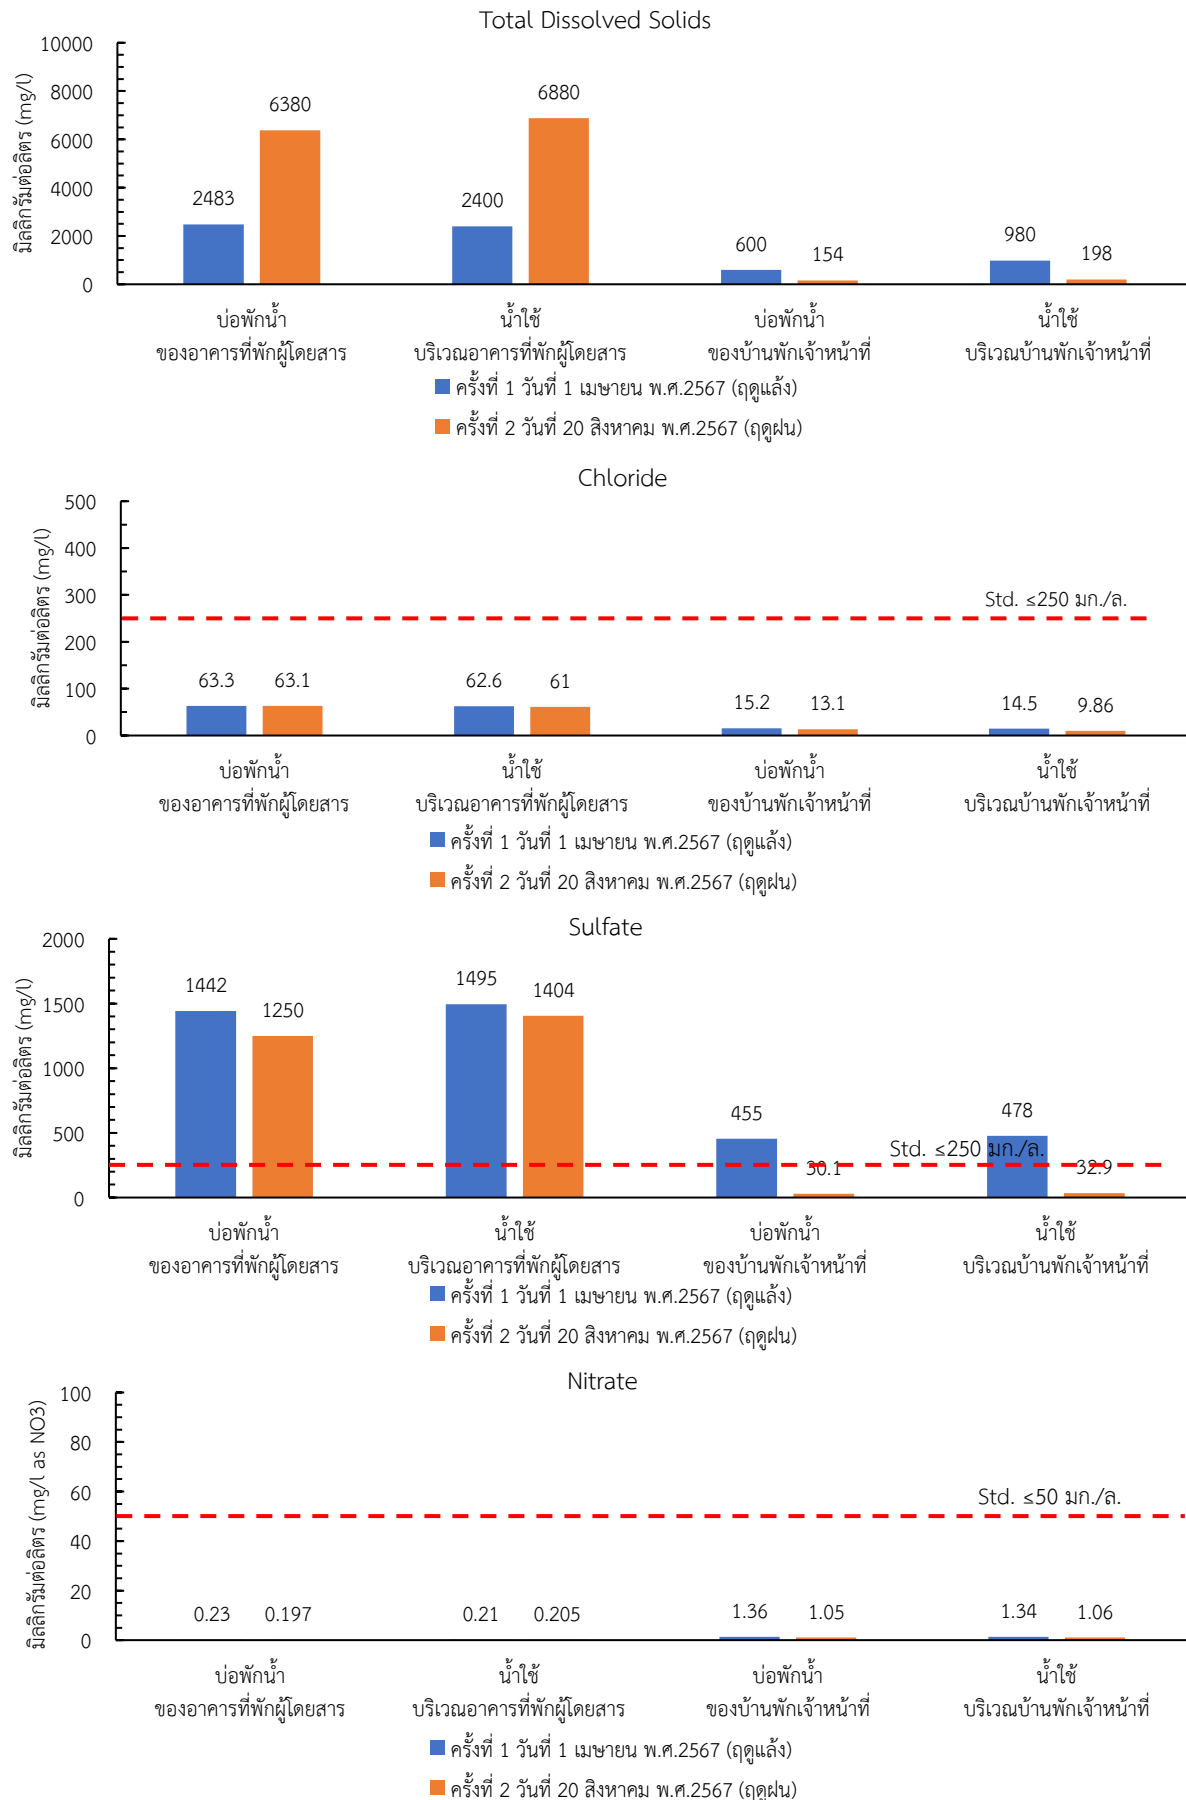 Total Dissolved Solids
มิลลิกรัมต่อลิตร (mg/l)
10000
8000
6000
4000
2000
0
2483
6380
2400
6880
600
154
980
198
บ่อพักน้ำ
ของอาคารที่พักผู้โดยสาร
น้ำใช้
บริเวณอาคารที่พักผู้โดยสาร
บ่อพักน้ำ
ของบ้านพักเจ้าหน้าที่
น้ำใช้
บริเวณบ้านพักเจ้าหน้าที่
ครั้งที่ 1 วันที่ 1 เมษายน พ.ศ.2567 (ฤดูแล้ง)
ครั้งที่ 2 วันที่ 20 สิงหาคม พ.ศ.2567 (ฤดูฝน)
Chloride
มิลลิกรัมต่อลิตร (mg/l)
500
400
300
200
100
0
Std. ≤250 มก./ล.
63.3
63.1
62.6
61
15.2
13.1
14.5
9.86
บ่อพักน้ำ
ของอาคารที่พักผู้โดยสาร
น้ำใช้
บริเวณอาคารที่พักผู้โดยสาร
บ่อพักน้ำ
ของบ้านพักเจ้าหน้าที่
น้ำใช้
บริเวณบ้านพักเจ้าหน้าที่
ครั้งที่ 1 วันที่ 1 เมษายน พ.ศ.2567 (ฤดูแล้ง)
ครั้งที่ 2 วันที่ 20 สิงหาคม พ.ศ.2567 (ฤดูฝน)
Sulfate
มิลลิกรัมต่อลิตร (mg/l)
2000
1500
1000
500
0
1442
1250
1495
1404
455
30.1
478
32.9
Std. ≤250 มก./ล.
บ่อพักน้ำ
ของอาคารที่พักผู้โดยสาร
น้ำใช้
บริเวณอาคารที่พักผู้โดยสาร
บ่อพักน้ำ
ของบ้านพักเจ้าหน้าที่
น้ำใช้
บริเวณบ้านพักเจ้าหน้าที่
ครั้งที่ 1 วันที่ 1 เมษายน พ.ศ.2567 (ฤดูแล้ง)
ครั้งที่ 2 วันที่ 20 สิงหาคม พ.ศ.2567 (ฤดูฝน)
Nitrate
มิลลิกรัมต่อลิตร (mg/l as NO3)
100
80
60
40
20
0
Std. ≤50 มก./ล.
0.23
0.197
0.21
0.205
1.36
1.05
1.34
1.06
บ่อพักน้ำ
ของอาคารที่พักผู้โดยสาร
น้ำใช้
บริเวณอาคารที่พักผู้โดยสาร
บ่อพักน้ำ
ของบ้านพักเจ้าหน้าที่
น้ำใช้
บริเวณบ้านพักเจ้าหน้าที่
ครั้งที่ 1 วันที่ 1 เมษายน พ.ศ.2567 (ฤดูแล้ง)
ครั้งที่ 2 วันที่ 20 สิงหาคม พ.ศ.2567 (ฤดูฝน)